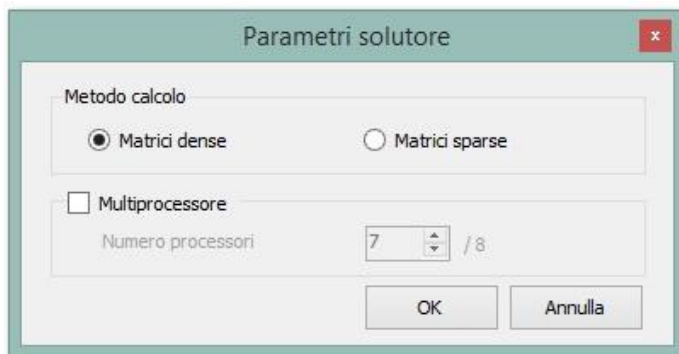 Parametri solutore
x
Metodo calcolo
Matrici dense
Matrici sparse
Multiprocessore
Numero processori 7 / 8
OK
Annulla